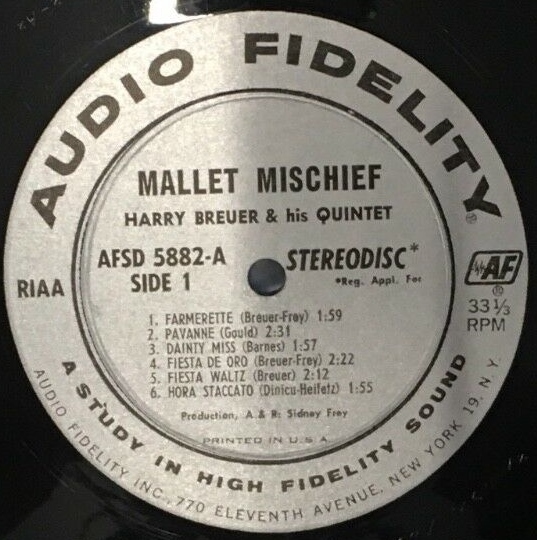 AUDIO FIDELITY®
MALLET MISCHIEF
HARRY BREUER & his QUINTET
AFSD 5882-A
SIDE 1
STEREODISC*
*Reg. Appl. For
RIAA
AF®
33 1/3
RPM
1. FARMERETTE (Breuer-Frey) 1:59
2. PAVANNE (Gould) 2:31
3. DAINTY MISS (Barnes) 1:57
4. FIESTA DE ORO (Breuer-Frey) 2:22
5. FIESTA WALTZ (Breuer) 2:12
6. HORA STACCATO (Dinicu-Heifetz) 1:55
Production, A & R: Sidney Frey
PRINTED IN U S A
A STUDY IN HIGH FIDELITY SOUND
AUDIO FIDELITY, INC., 770 ELEVENTH AVENUE, NEW YORK 19, N. Y.